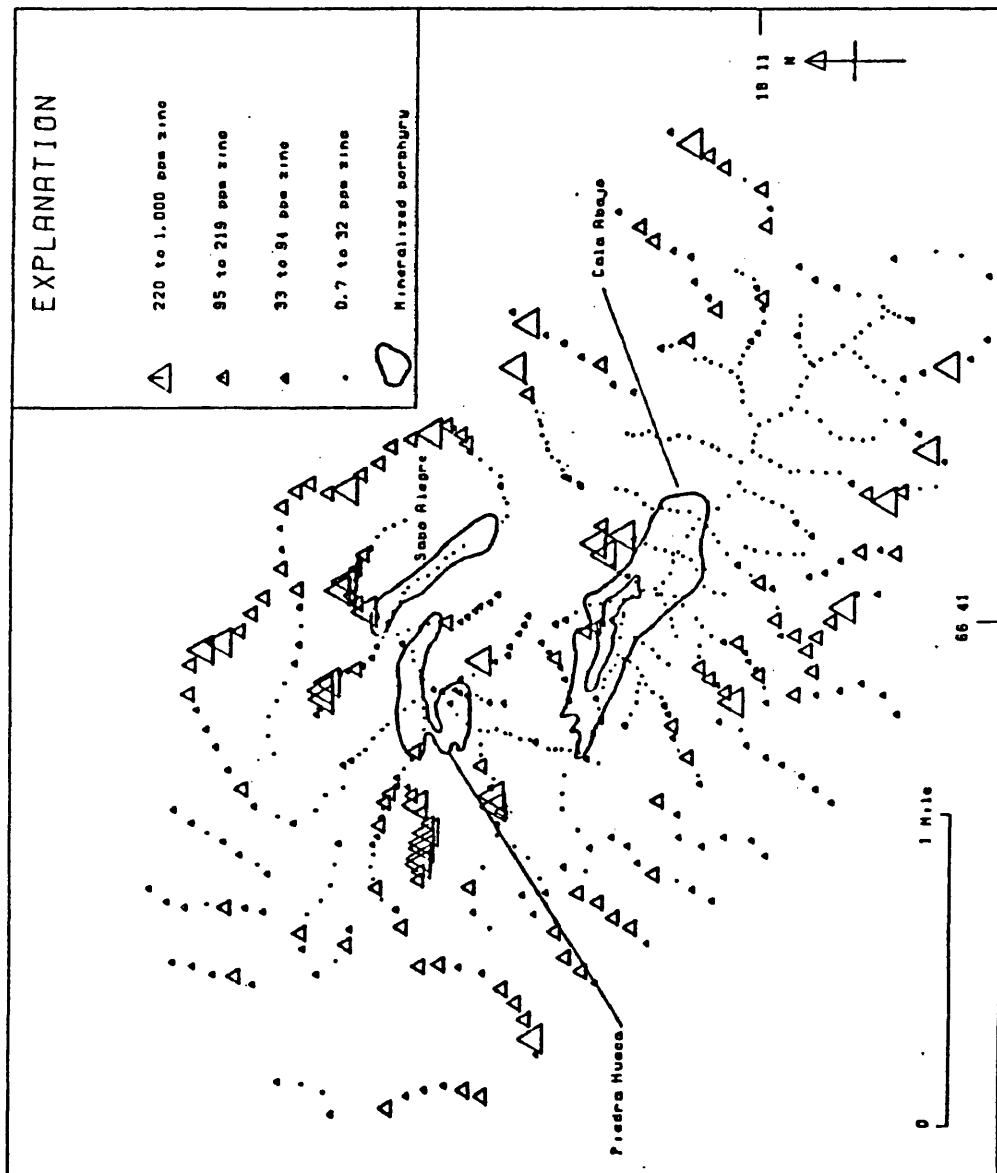 EXPLANATION
220 to 1,000 ppm zinc
95 to 219 ppm zinc
33 to 94 ppm zinc
0.7 to 32 ppm zinc
Mineralized porphyry
18 11
N
Sapo Alegre
Cala Abajo
66 41
Piedra Hueca
0 1 Mile